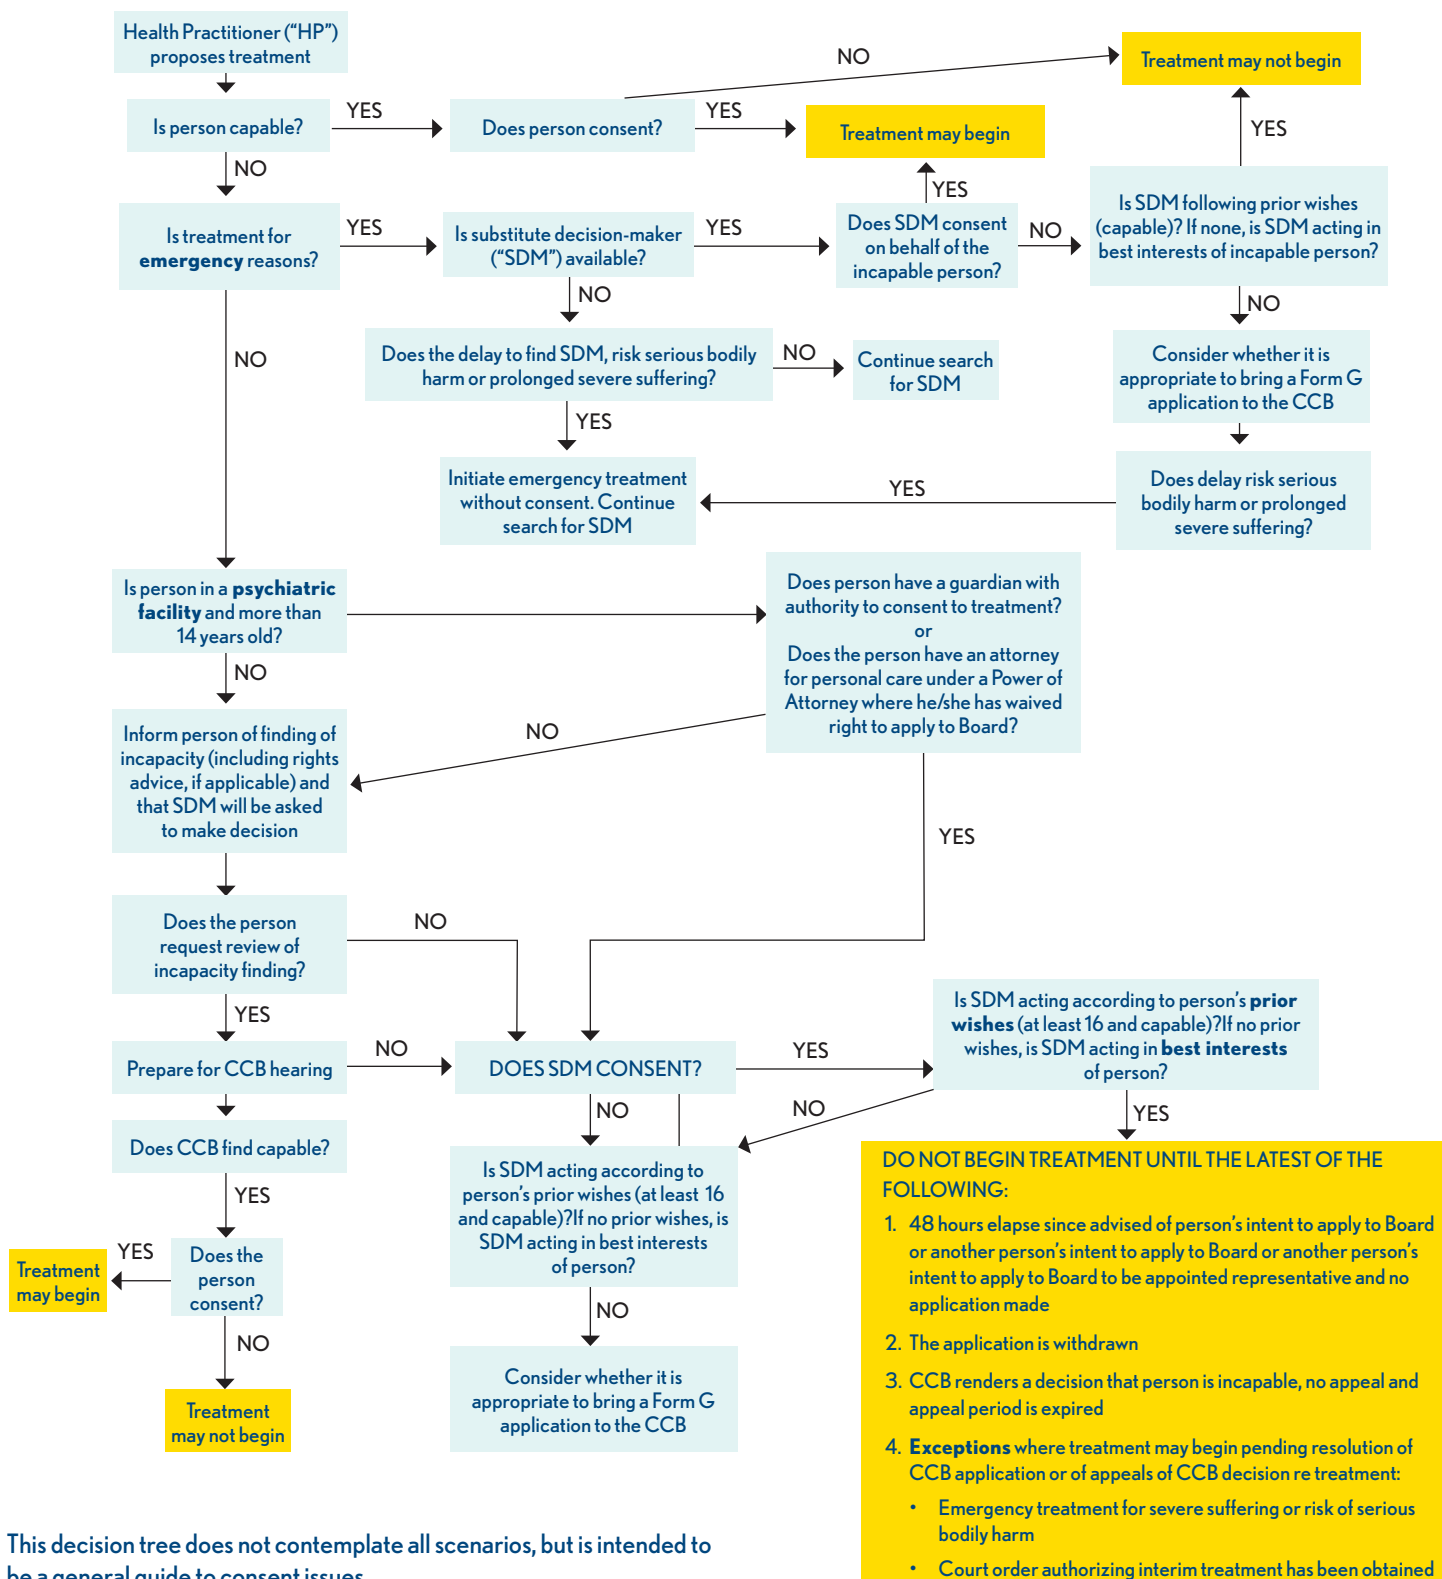 Health Practitioner (“HP”)
proposes treatment
NO
Treatment may not begin
Is person capable?
YES
Does person consent?
YES
Treatment may begin
YES
NO
YES
Is treatment for
emergency reasons?
YES
Is substitute decision-maker
(“SDM”) available?
YES
Does SDM consent
on behalf of the
incapable person?
NO
Is SDM following prior wishes
(capable)? If none, is SDM acting in
best interests of incapable person?
NO
NO
NO
Does the delay to find SDM, risk serious bodily
harm or prolonged severe suffering?
NO
Continue search
for SDM
Consider whether it is
appropriate to bring a Form G
application to the CCB
YES
Initiate emergency treatment
without consent. Continue
search for SDM
YES
Does delay risk serious
bodily harm or prolonged
severe suffering?
Is person in a psychiatric
facility and more than
14 years old?
Does person have a guardian with
authority to consent to treatment?
or
Does the person have an attorney
for personal care under a Power of
Attorney where he/she has waived
right to apply to Board?
NO
NO
Inform person of finding of
incapacity (including rights
advice, if applicable) and
that SDM will be asked
to make decision
YES
Does the person
request review of
incapacity finding?
NO
YES
Is SDM acting according to person’s prior
wishes (at least 16 and capable)?If no prior
wishes, is SDM acting in best interests
of person?
Prepare for CCB hearing
NO
DOES SDM CONSENT?
YES
NO
NO
YES
Does CCB find capable?
YES
Is SDM acting according to
person’s prior wishes (at least 16
and capable)?If no prior wishes, is
SDM acting in best interests
of person?
DO NOT BEGIN TREATMENT UNTIL THE LATEST OF THE
FOLLOWING:
1. 48 hours elapse since advised of person’s intent to apply to Board
or another person’s intent to apply to Board or another person’s
intent to apply to Board to be appointed representative and no
application made
2. The application is withdrawn
3. CCB renders a decision that person is incapable, no appeal and
appeal period is expired
4. Exceptions where treatment may begin pending resolution of
CCB application or of appeals of CCB decision re treatment:
• Emergency treatment for severe suffering or risk of serious
bodily harm
• Court order authorizing interim treatment has been obtained
Treatment
may begin
YES
Does the
person
consent?
NO
NO
Treatment
may not begin
Consider whether it is
appropriate to bring a Form G
application to the CCB
This decision tree does not contemplate all scenarios, but is intended to
be a general guide to consent issues